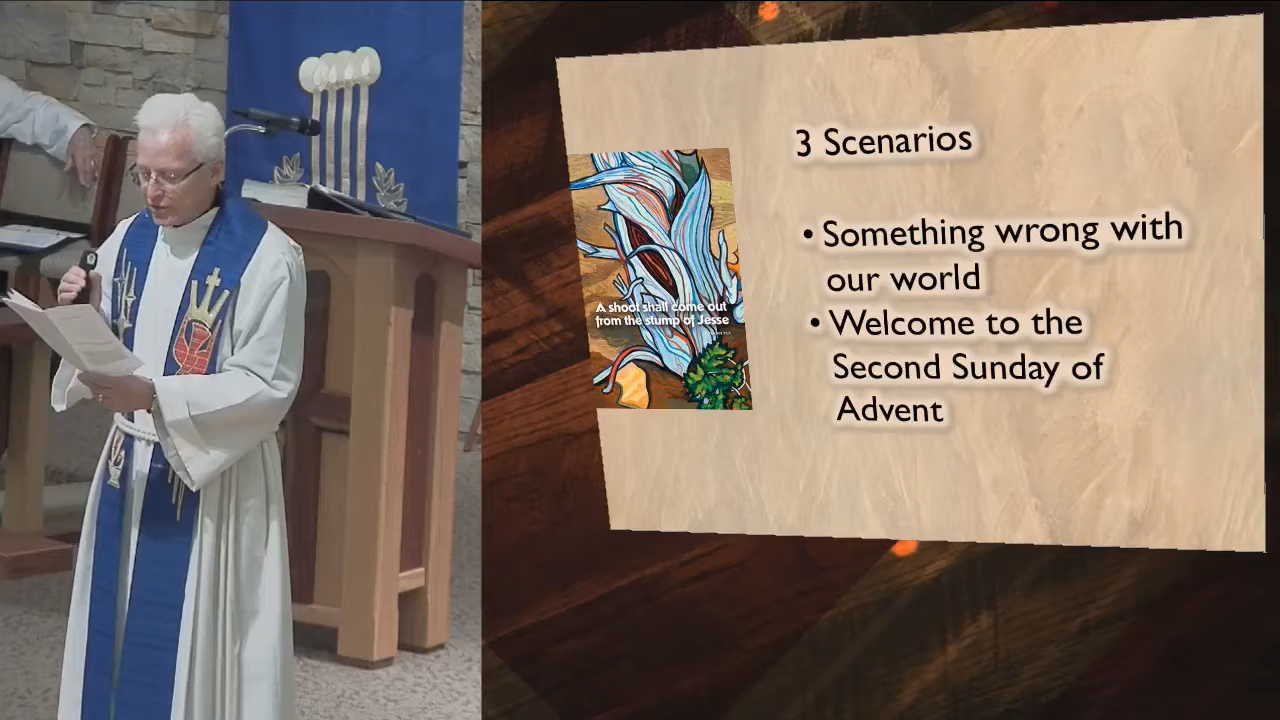 3 Scenarios
• Something wrong with
our world
• Welcome to the
Second Sunday of
Advent
A shoot shall come out
from the stump of Jesse